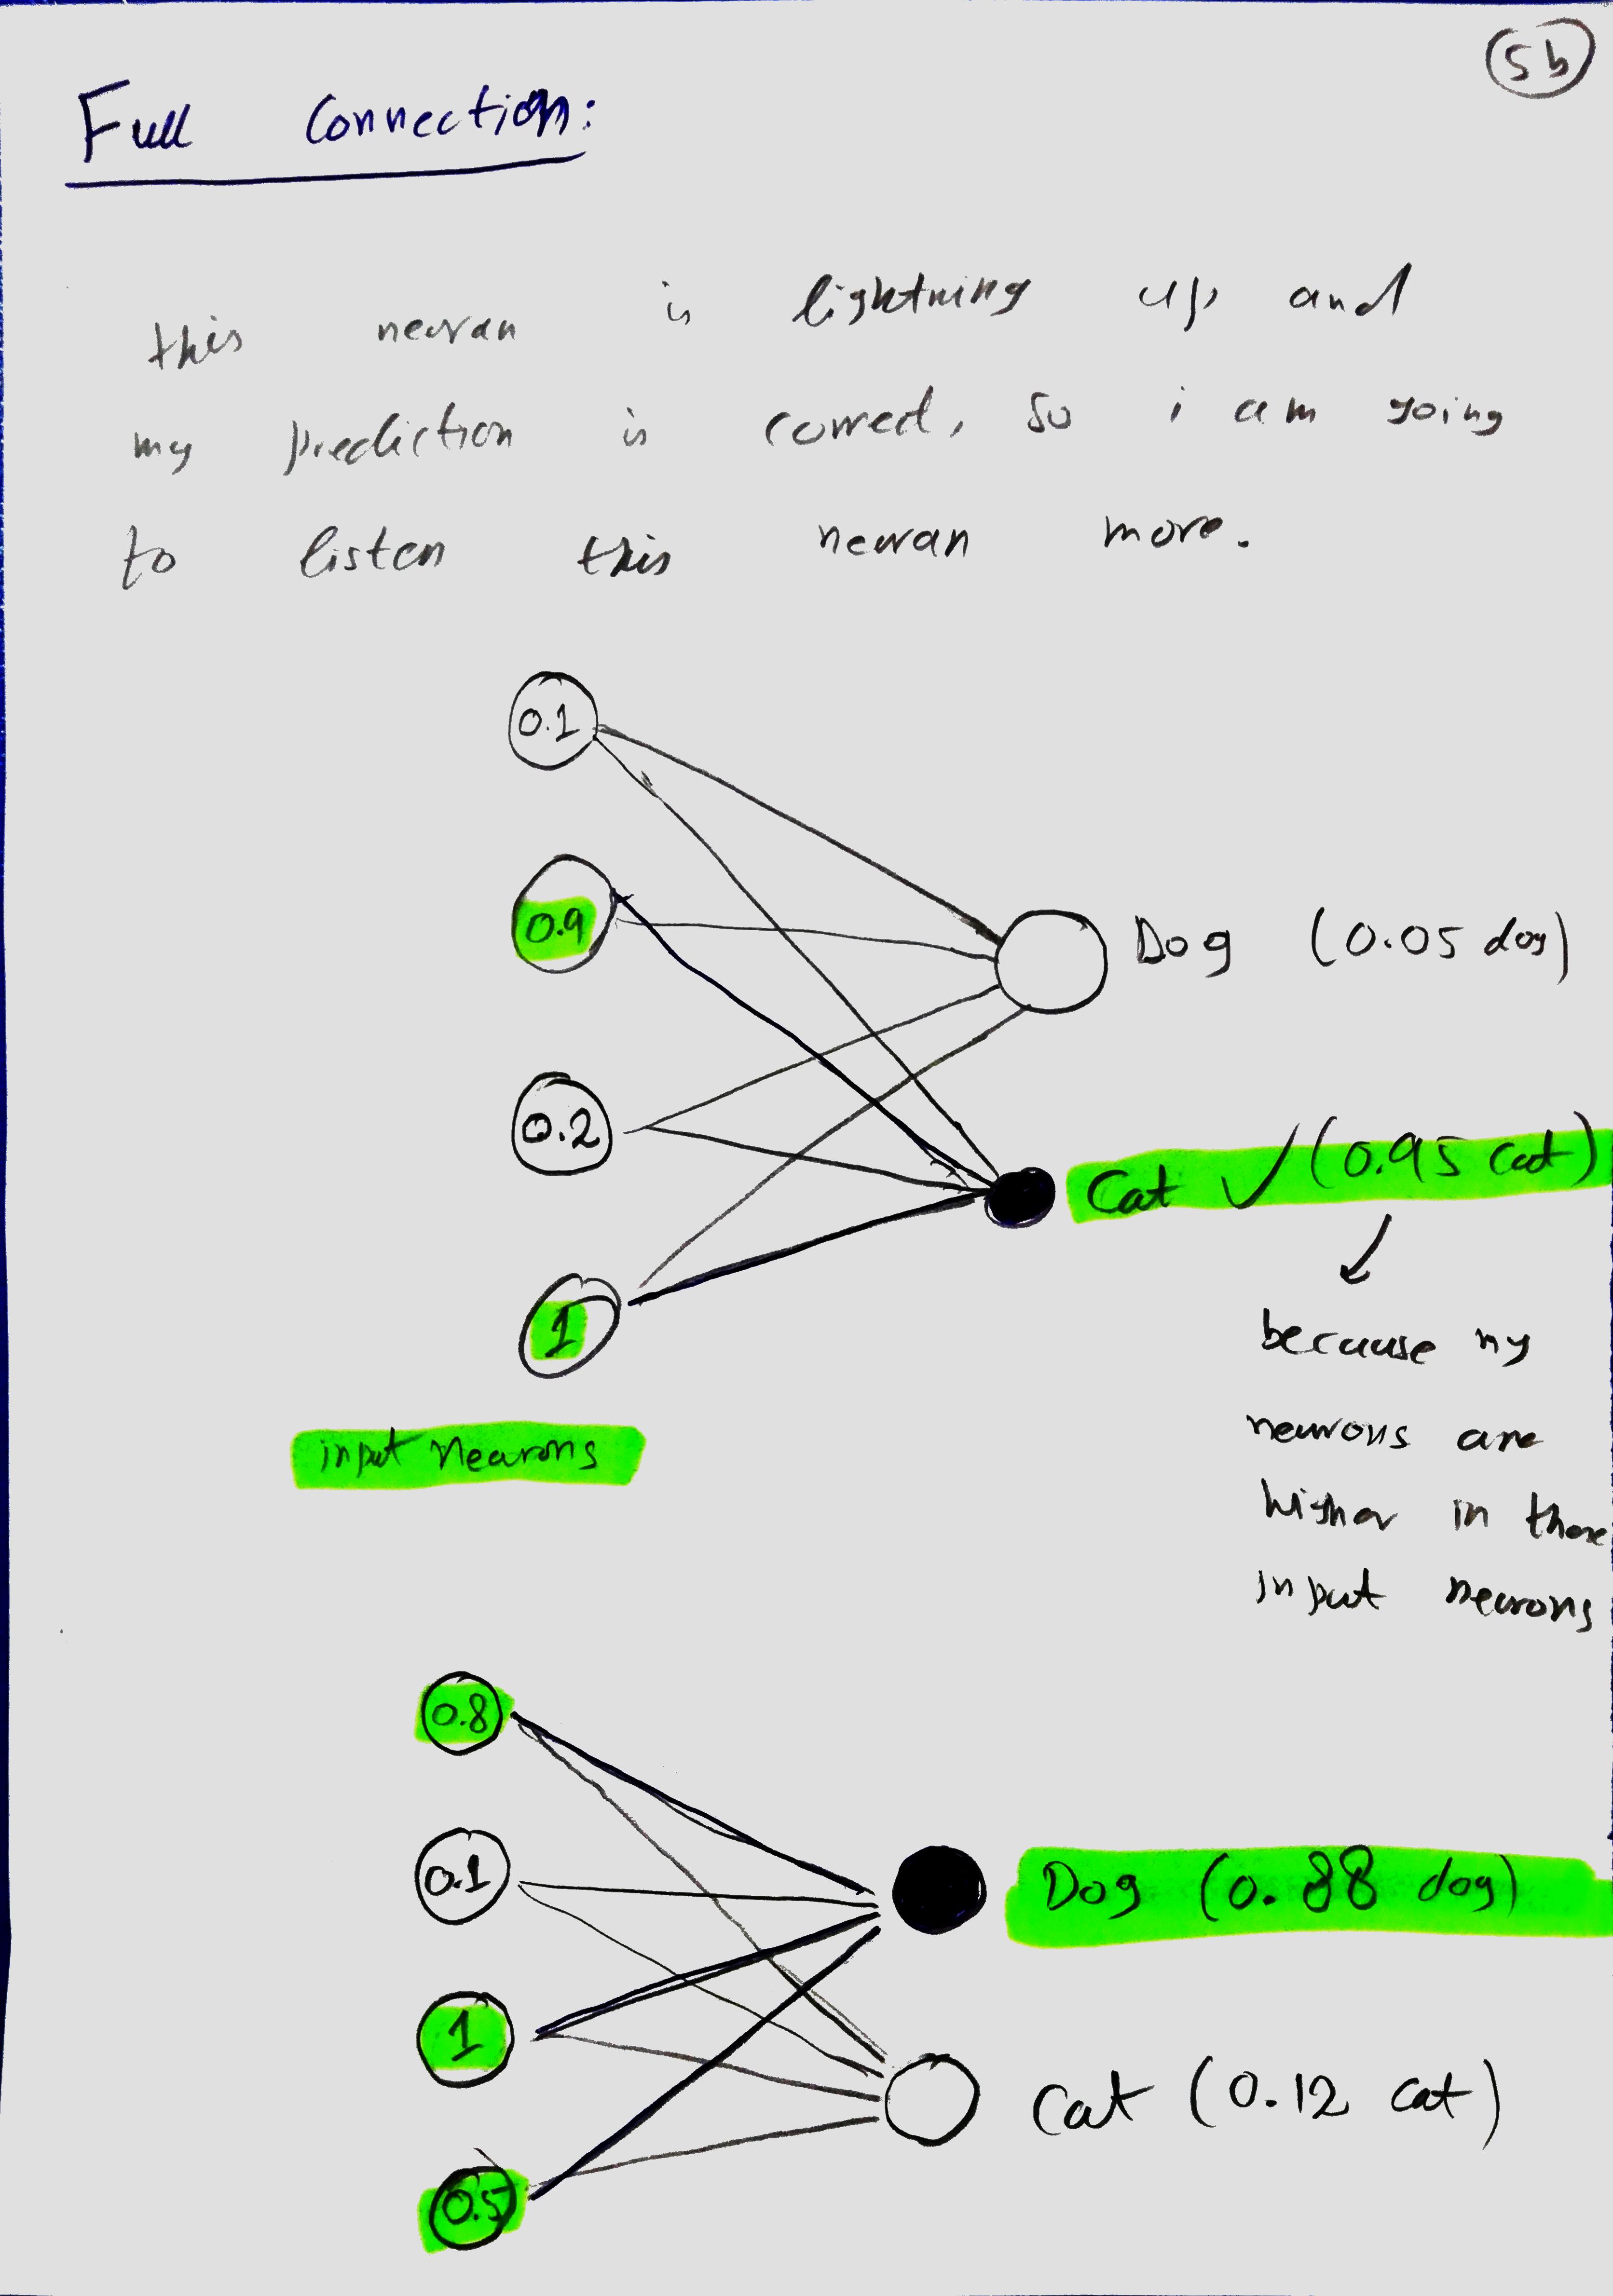 5b
Full Connection:
this neuran is lightning up and
my prediction is correct, so i am going
to listen this neuran more.
0.1
0.9
Dog (0.05 dog)
0.2
Cat ✓ (0.95 cat)
1
because my
neurons are
higher in these
input neurons
input Neurons
0.8
0.1
Dog (0.88 dog)
1
Cat (0.12 cat)
0.5